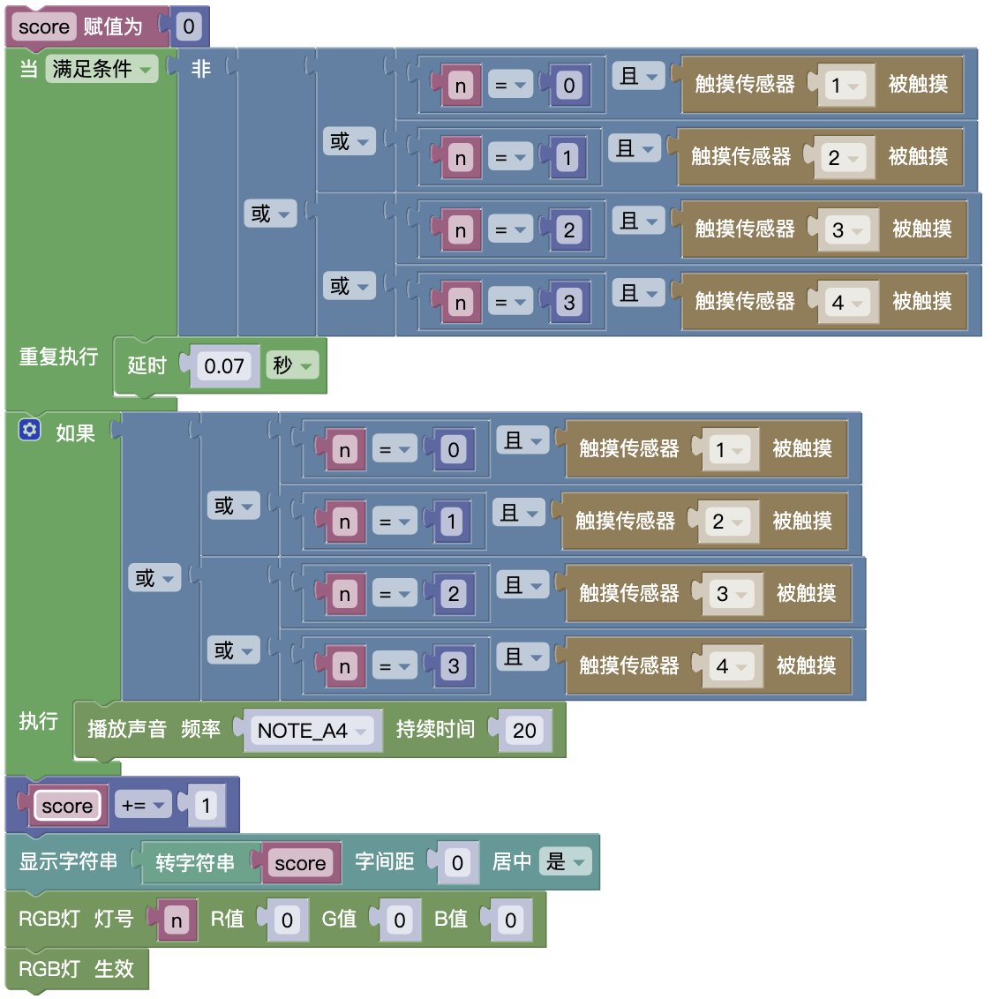 score 赋值为 0
当 满足条件 非 n = 0 且 触摸传感器 1 被触摸
或
n = 1 且 触摸传感器 2 被触摸
或
n = 2 且 触摸传感器 3 被触摸
或
n = 3 且 触摸传感器 4 被触摸
重复执行 延时 0.07 秒
如果 n = 0 且 触摸传感器 1 被触摸
或
n = 1 且 触摸传感器 2 被触摸
或
n = 2 且 触摸传感器 3 被触摸
或
n = 3 且 触摸传感器 4 被触摸
执行 播放声音 频率 NOTE_A4 持续时间 20
score += 1
显示字符串 转字符串 score 字间距 0 居中 是
RGB灯 灯号 n R值 0 G值 0 B值 0
RGB灯 生效